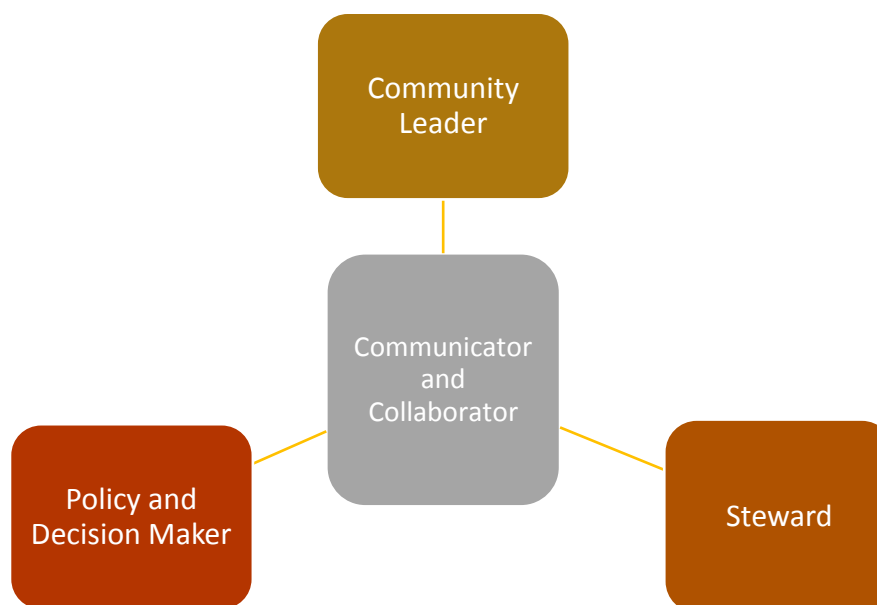 Community
Leader
Communicator
and
Collaborator
Policy and
Decision Maker
Steward